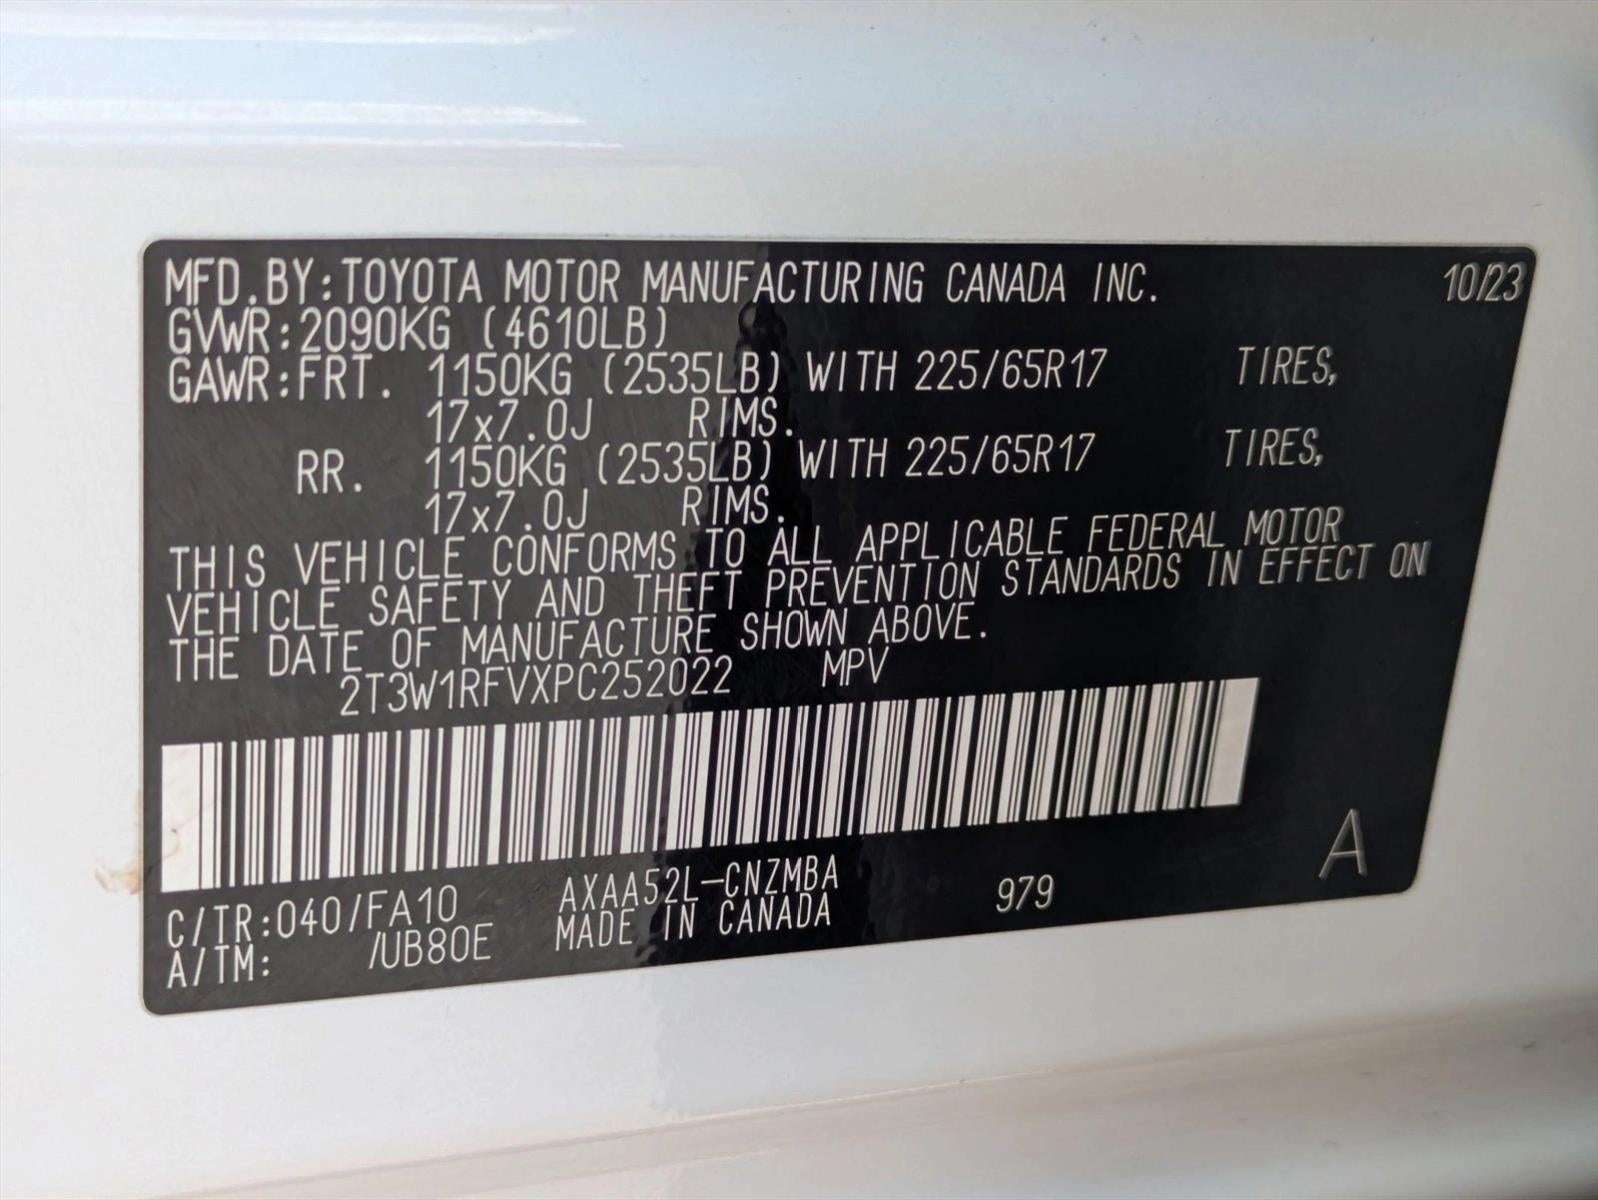 MFD.BY:TOYOTA MOTOR MANUFACTURING CANADA INC. 10/23
GVWR:2090KG (4610LB)
GAWR:FRT. 1150KG (2535LB) WITH 225/65R17 TIRES,
17x7.0J RIMS.
RR. 1150KG (2535LB) WITH 225/65R17 TIRES,
17x7.0J RIMS.
THIS VEHICLE CONFORMS TO ALL APPLICABLE FEDERAL MOTOR
VEHICLE SAFETY AND THEFT PREVENTION STANDARDS IN EFFECT ON
THE DATE OF MANUFACTURE SHOWN ABOVE.
2T3W1RFVXPC252022 MPV
C/TR:040/FA10 AXAA52L-CNZMBA 979 A
A/TM: /UB80E MADE IN CANADA